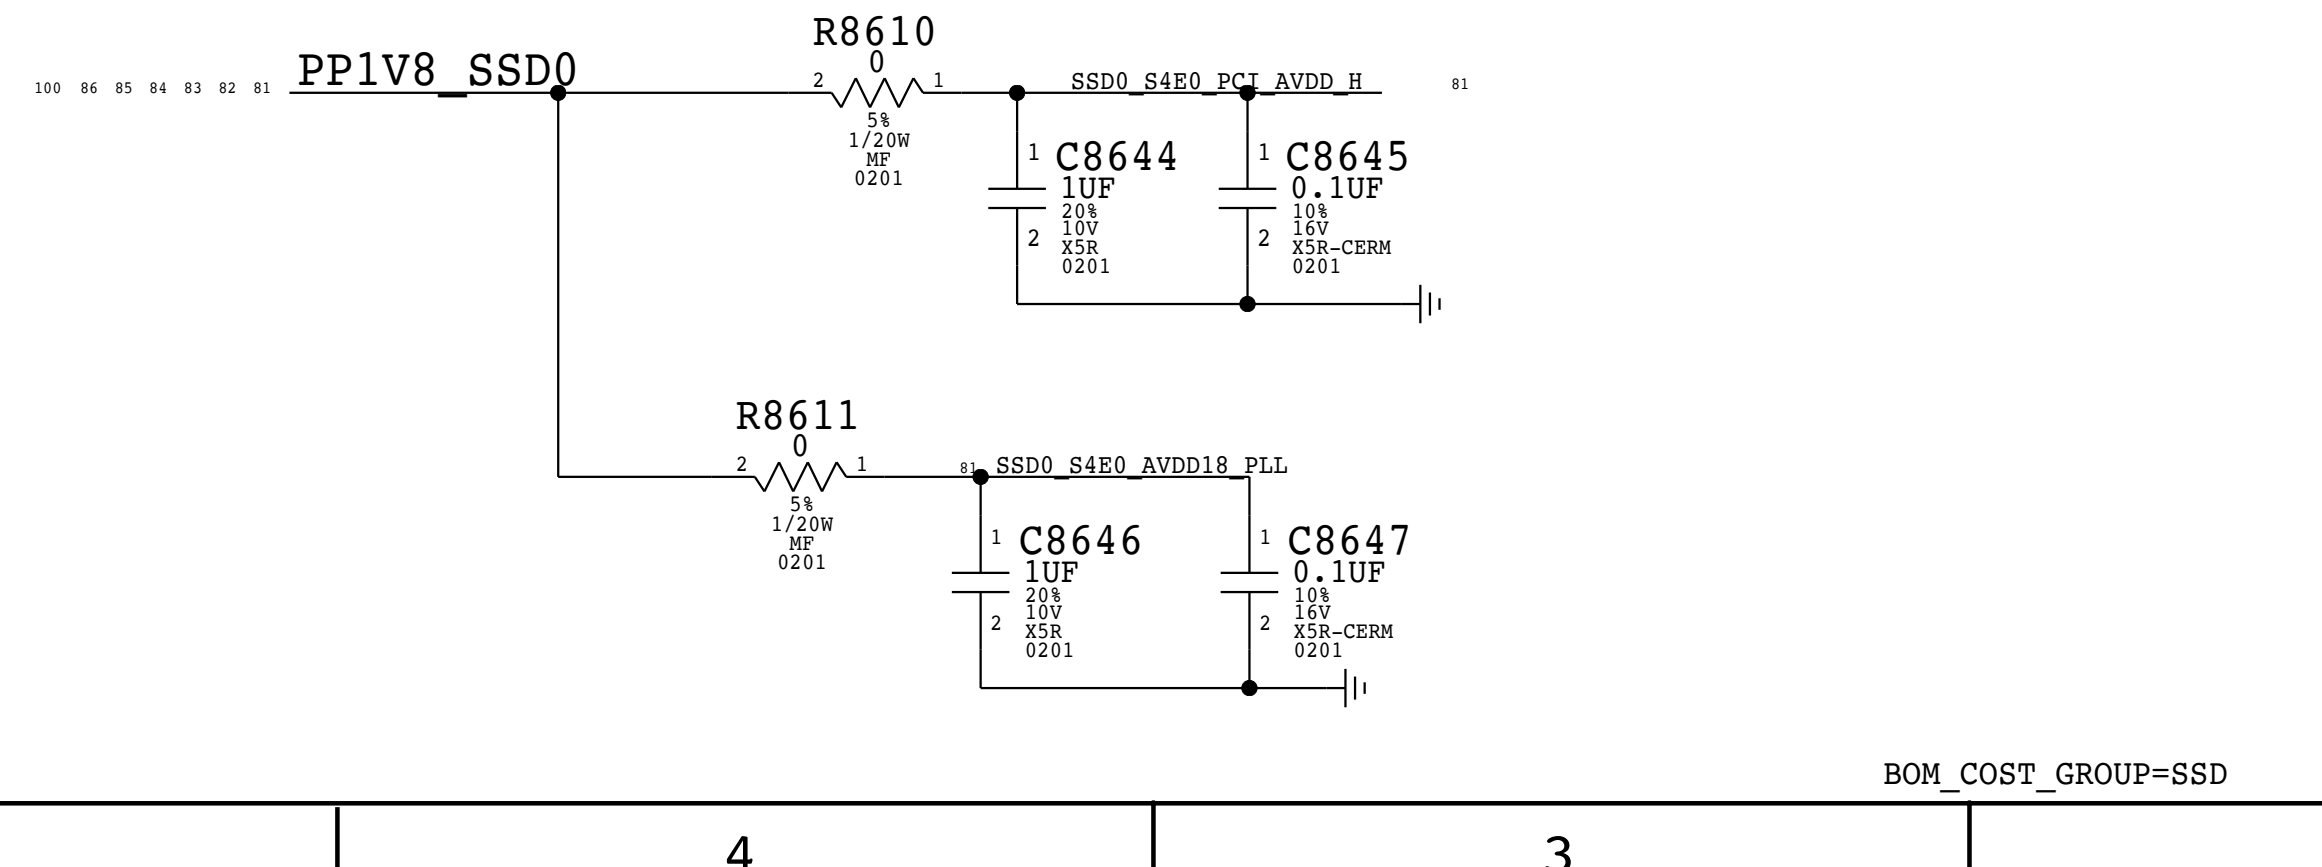 R8610
0
100 86 85 84 83 82 81 PP1V8_SSD0
2 1
SSD0_S4E0_PCI_AVDD_H 81
5%
1/20W
MF
0201
1 C8644
1UF
20%
10V
2 X5R
0201
1 C8645
0.1UF
10%
16V
2 X5R-CERM
0201
R8611
0
2 1
81 SSD0_S4E0_AVDD18_PLL
5%
1/20W
MF
0201
1 C8646
1UF
20%
10V
2 X5R
0201
1 C8647
0.1UF
10%
16V
2 X5R-CERM
0201
BOM_COST_GROUP=SSD
4 3